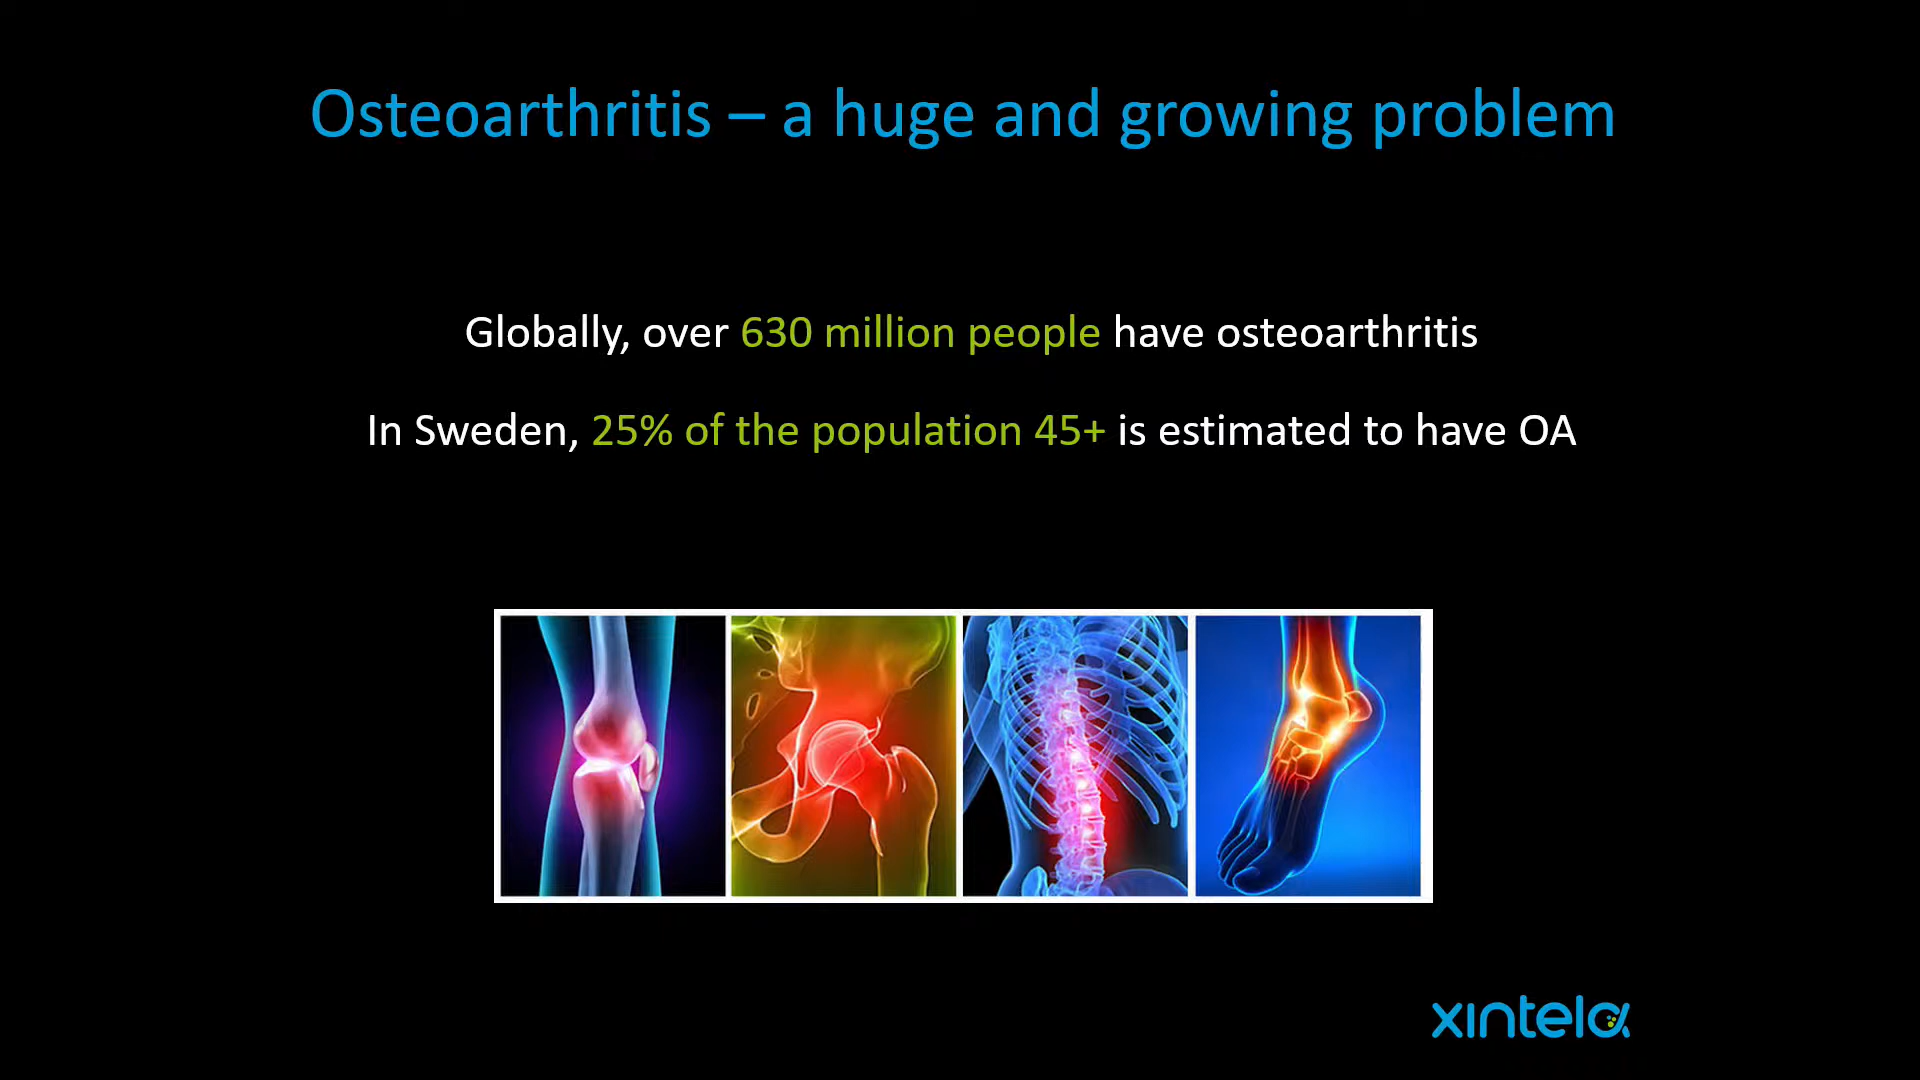 Osteoarthritis – a huge and growing problem
Globally, over 630 million people have osteoarthritis
In Sweden, 25% of the population 45+ is estimated to have OA
xintela